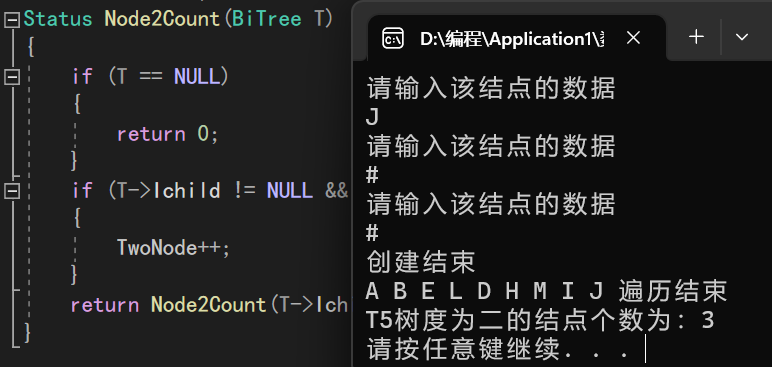 Status Node2Count(BiTree T)
{
if (T == NULL)
{
return 0;
}
if (T->lchild != NULL &&
{
TwoNode++;
}
return Node2Count(T->lch
}
D:\编程\Application1\
请输入该结点的数据
J
请输入该结点的数据
#
请输入该结点的数据
#
创建结束
A B E L D H M I J 遍历结束
T5树度为二的结点个数为：3
请按任意键继续. . .